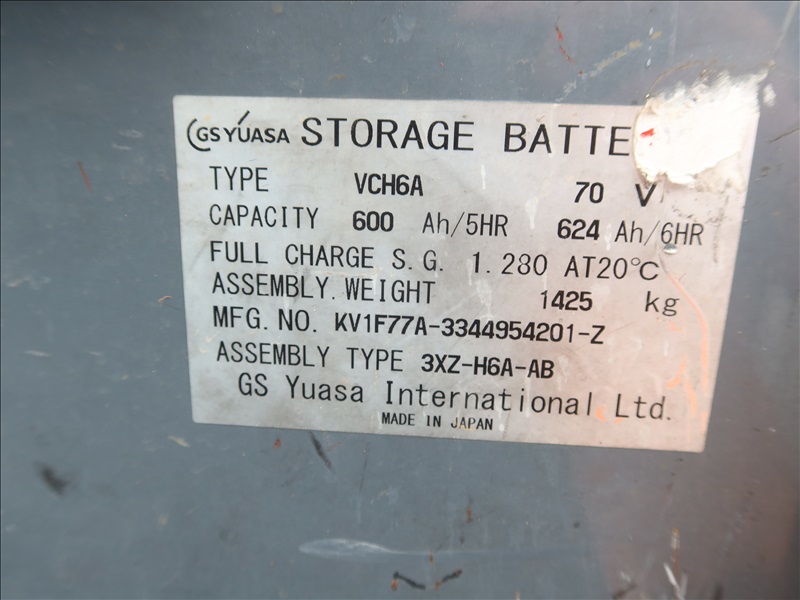 GS YUASA STORAGE BATTE
TYPE VCH6A 70 V
CAPACITY 600 Ah/5HR 624 Ah/6HR
FULL CHARGE S.G. 1.280 AT20°C
ASSEMBLY.WEIGHT 1425 kg
MFG.NO. KV1F77A-3344954201-Z
ASSEMBLY TYPE 3XZ-H6A-AB
GS Yuasa International Ltd.
MADE IN JAPAN